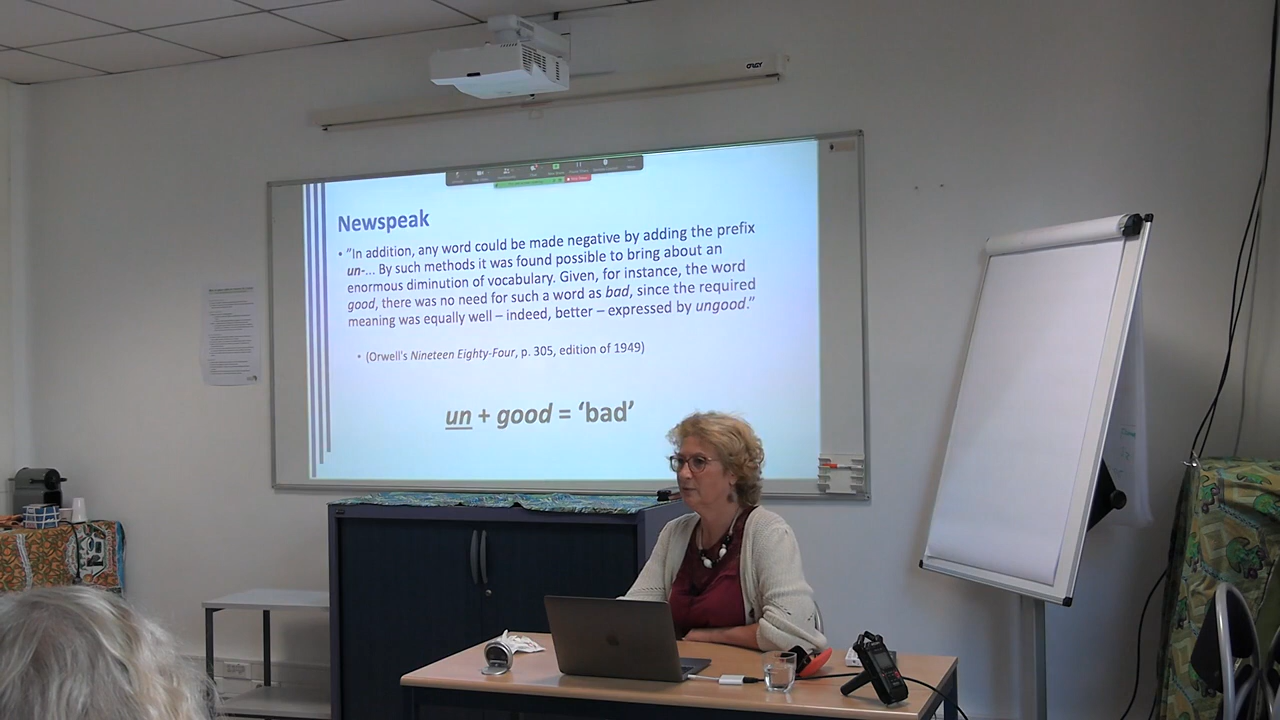 Newspeak
• "In addition, any word could be made negative by adding the prefix
un-... By such methods it was found possible to bring about an
enormous diminution of vocabulary. Given, for instance, the word
good, there was no need for such a word as bad, since the required
meaning was equally well – indeed, better – expressed by ungood."
• (Orwell's Nineteen Eighty-Four, p. 305, edition of 1949)
un + good = 'bad'